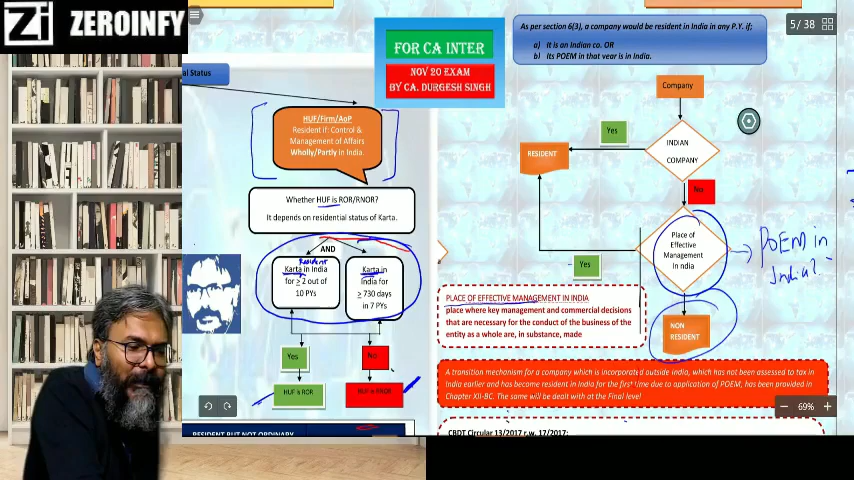 Zi ZEROINFY
al Status
FOR CA INTER
NOV 20 EXAM
BY CA. DURGESH SINGH
HUF/Firm/AoP
Resident if: Control &
Management of Affairs
Wholly/Partly in India.
Whether HUF is ROR/RNOR?
It depends on residential status of Karta.
AND
Resident
Karta in India
for ≥ 2 out of
10 PYs
Karta in
India for
≥ 730 days
in 7 PYs
Yes
No
HUF is ROR
HUF is RNOR
RESIDENT BUT NOT ORDINARY
As per section 6(3), a company would be resident in India in any P.Y. if;
a) It is an Indian co. OR
b) Its POEM in that year is in India.
5/38
Company
Yes
INDIAN
COMPANY
RESIDENT
No
Place of
Effective
Management
In ndia
POEM in
India?
Yes
NON
RESIDENT
PLACE OF EFFECTIVE MANAGEMENT IN INDIA
place where key management and commercial decisions
that are necessary for the conduct of the business of the
entity as a whole are, in substance, made
A transition mechanism for a company which is incorporated outside india, which has not been assessed to tax in
India earlier and has become resident in India for the first time due to application of POEM, has been provided in
Chapter XII-BC. The same will be dealt with at the Final level
69%
CBDT Circular 13/2017 r.w. 17/2017: